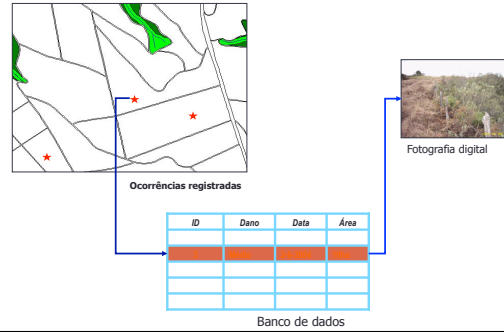 Fotografia digital
Ocorrências registradas
ID Dano Data Área
Banco de dados